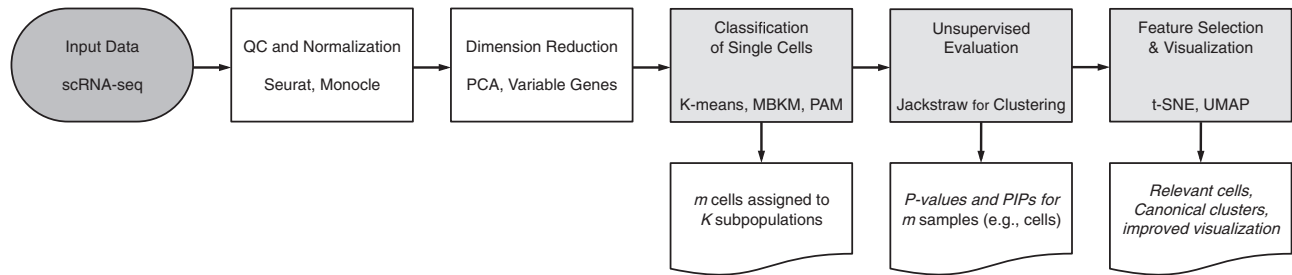 Input Data
scRNA-seq
QC and Normalization
Seurat, Monocle
Dimension Reduction
PCA, Variable Genes
Classification
of Single Cells
K-means, MBKM, PAM
Unsupervised
Evaluation
Jackstraw for Clustering
Feature Selection
& Visualization
t-SNE, UMAP
m cells assigned to
K subpopulations
P-values and PIPs for
m samples (e.g., cells)
Relevant cells,
Canonical clusters,
improved visualization